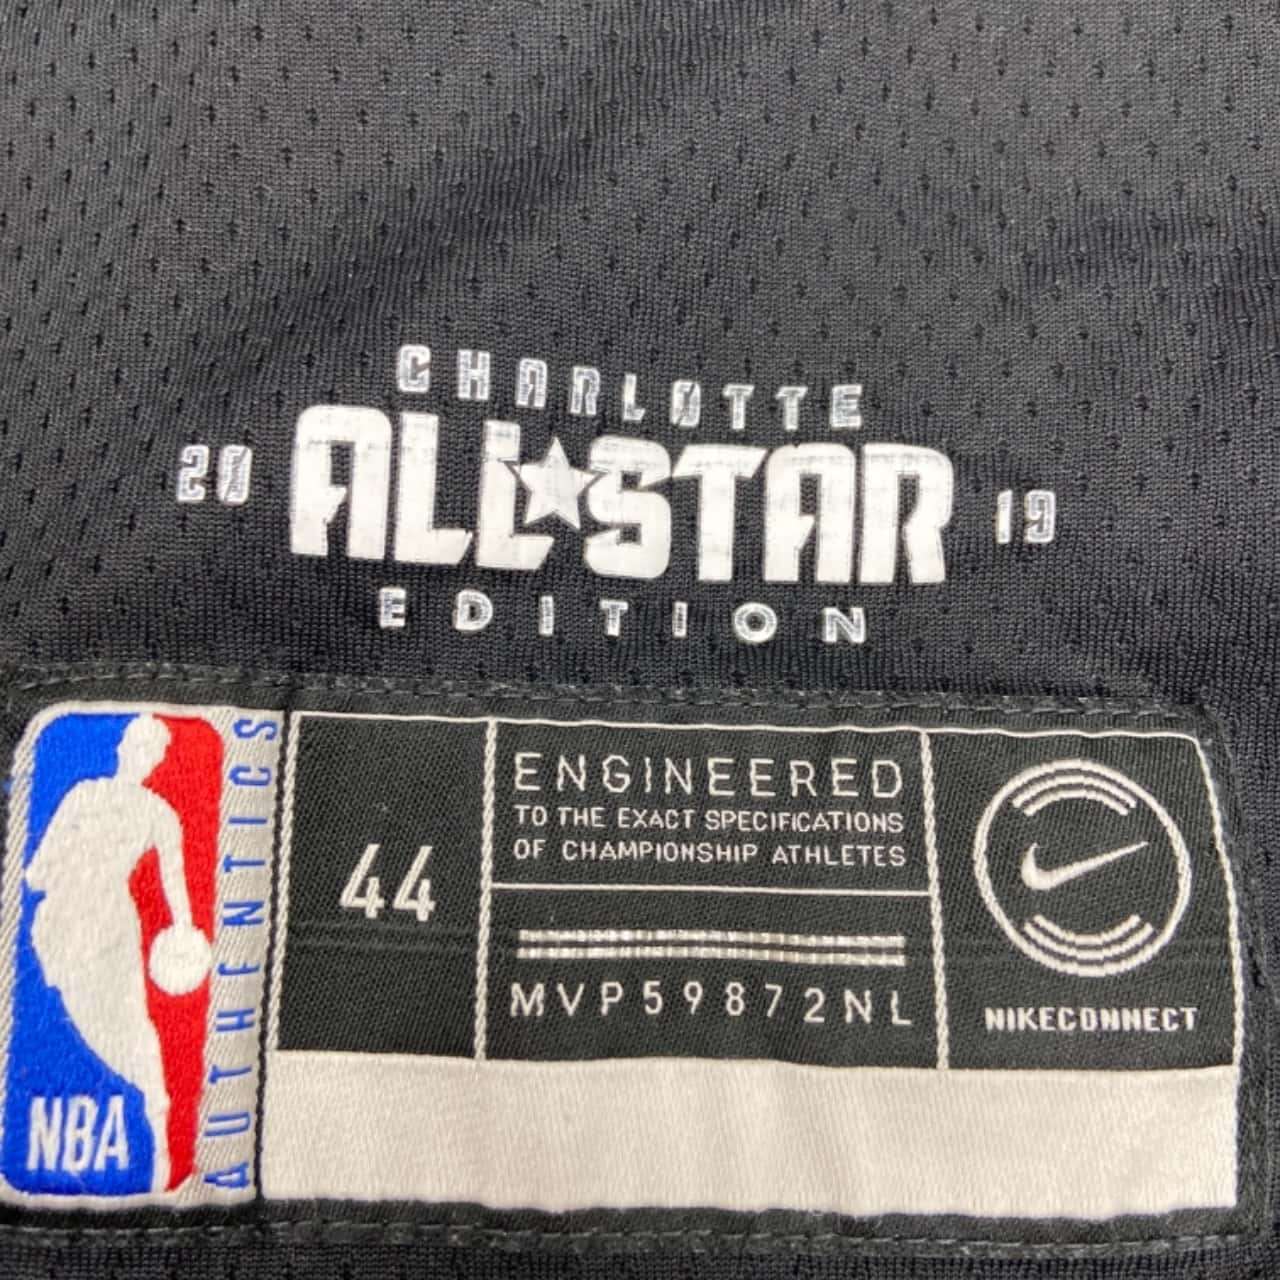 CHARLOTTE
20 ALL★STAR 19
EDITION
NBA
AUTHENTICS
44
ENGINEERED
TO THE EXACT SPECIFICATIONS
OF CHAMPIONSHIP ATHLETES
MVP59872NL
NIKECONNECT